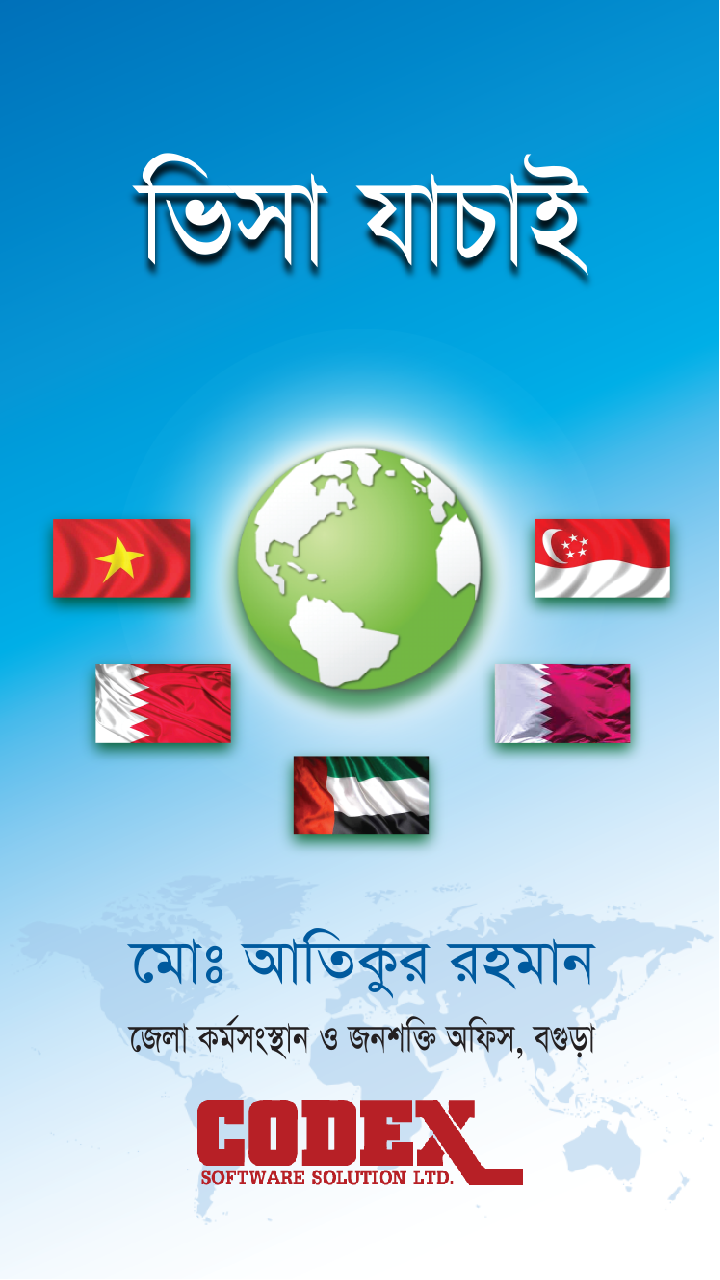 ভিসা যাচাই
মোঃ আতিকুর রহমান
জেলা কর্মসংস্থান ও জনশক্তি অফিস, বগুড়া
CODEX
SOFTWARE SOLUTION LTD.